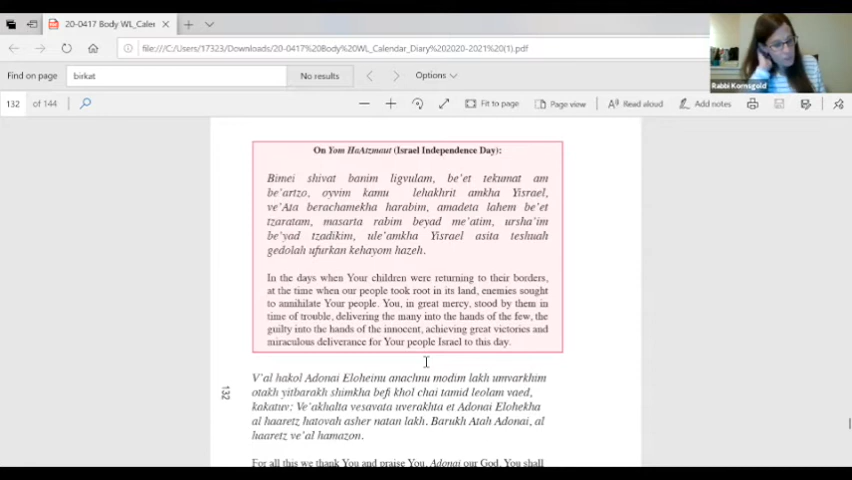 20-0417 Body WL_Cale
file:///C:/Users/17323/Downloads/20-0417%20Body%20WL_Calendar_Diary%202020-2021%20(1).pdf
Find on page
birkat
No results
Options
132 of 144
Fit to page
Page view
Read aloud
Add notes
Rabbi Kornsgold
On Yom HaAtzmaut (Israel Independence Day):
Bimei shivat banim ligvulam, be'et tekumat am
be'artzo, oyvim kamu lehakhrit amkha Yisrael,
ve'Ata berachamekha harabim, amadeta lahem be'et
tzaratam, masarta rabim beyad me'atim, ursha'im
be'yad tzadikim, ule'amkha Yisrael asita teshuah
gedolah ufurkan kehayom hazeh.
In the days when Your children were returning to their borders,
at the time when our people took root in its land, enemies sought
to annihilate Your people. You, in great mercy, stood by them in
time of trouble, delivering the many into the hands of the few, the
guilty into the hands of the innocent, achieving great victories and
miraculous deliverance for Your people Israel to this day.
V'al hakol Adonai Eloheinu anachnu modim lakh umvarkhim
otakh yitbarakh shimkha befi khol chai tamid leolam vaed,
kakatuv: Ve'akhalta vesavata uverakhta et Adonai Elohekha
al haaretz hatovah asher natan lakh. Barukh Atah Adonai, al
haaretz ve'al hamazon.
132
For all this we thank You and praise You, Adonai our God. You shall